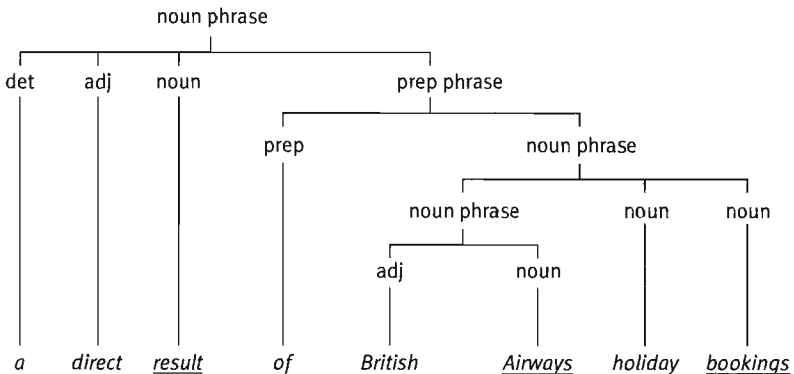 noun phrase
det adj noun prep phrase
prep noun phrase
noun phrase noun noun
adj noun
a direct result of British Airways holiday bookings